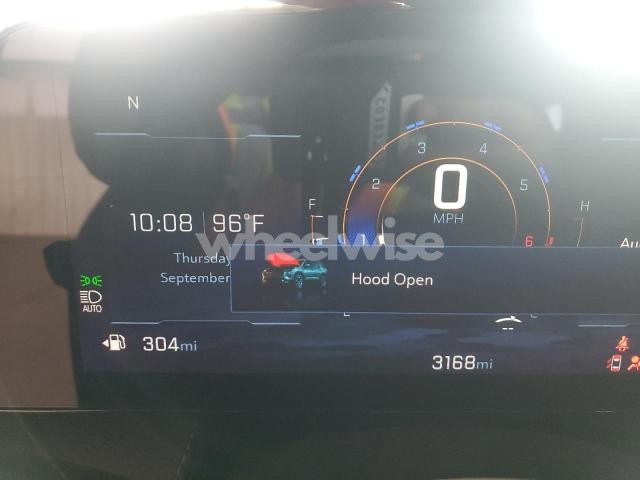 N
3
4
2
5
1
6
0
MPH
F
H
10:08 96°F
Thursday
September
wheelwise
Hood Open
AUTO
304mi
3168mi